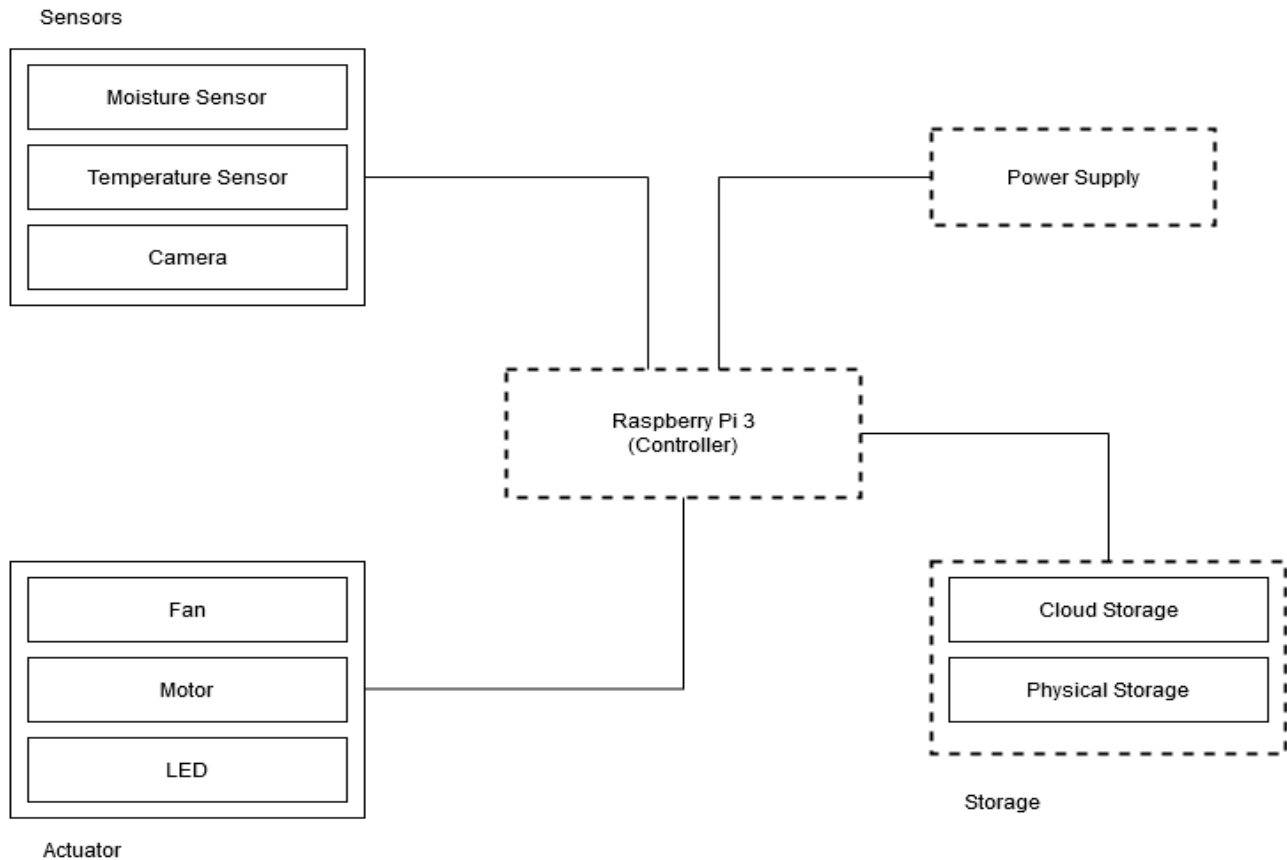 Sensors
Moisture Sensor
Temperature Sensor
Camera
Power Supply
Raspberry Pi 3
(Controller)
Fan
Motor
LED
Actuator
Cloud Storage
Physical Storage
Storage